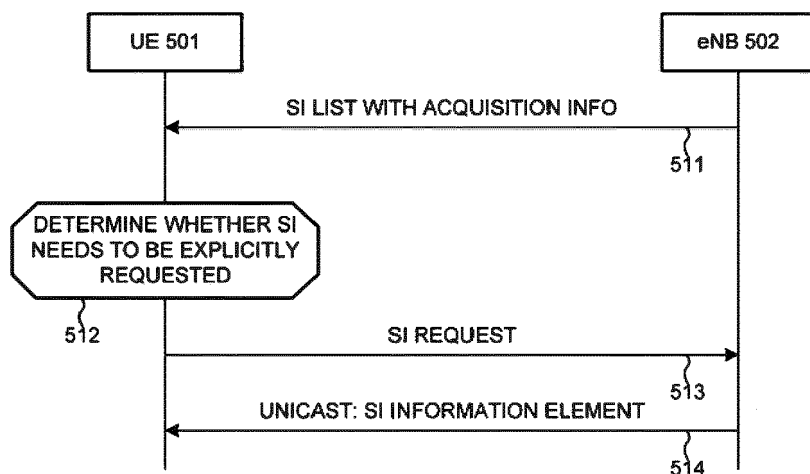 UE 501
eNB 502
SI LIST WITH ACQUISITION INFO
511
DETERMINE WHETHER SI
NEEDS TO BE EXPLICITLY
REQUESTED
512
SI REQUEST
513
UNICAST: SI INFORMATION ELEMENT
514